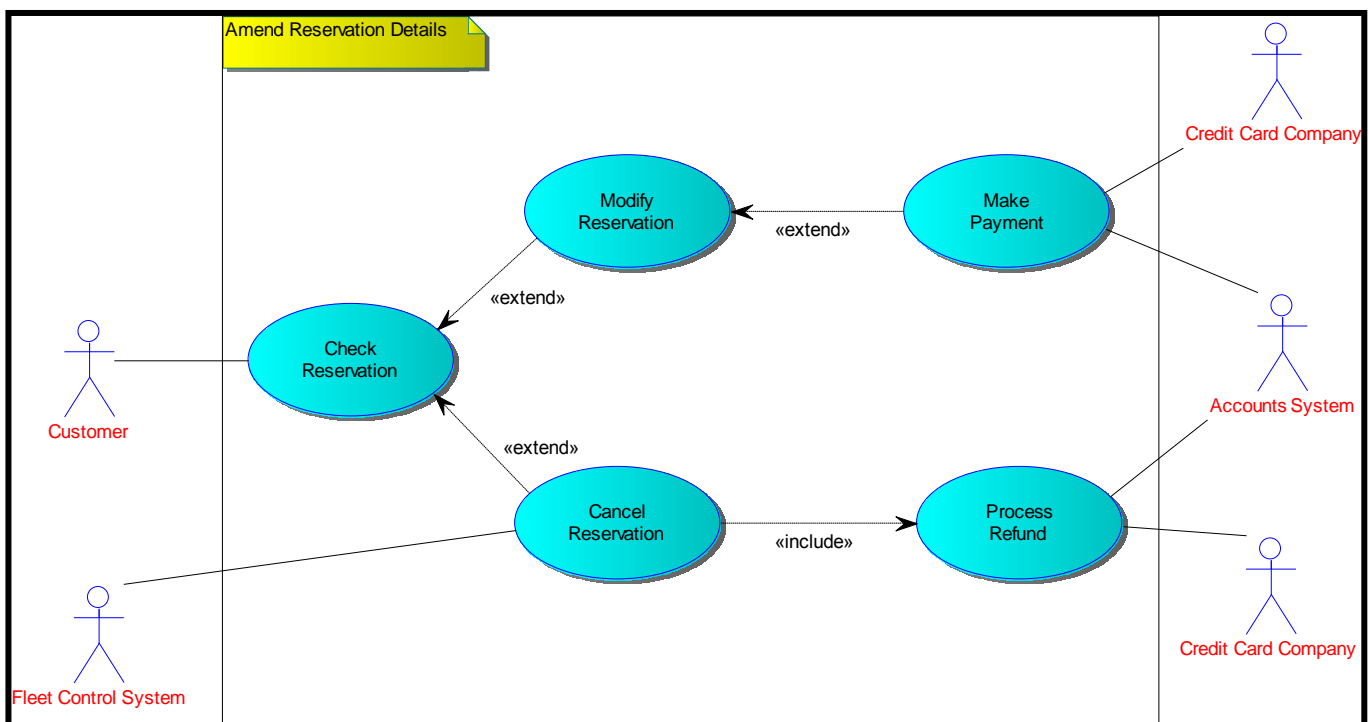 Amend Reservation Details
Credit Card Company
Modify
Reservation
«extend»
Make
Payment
«extend»
Check
Reservation
Customer
Accounts System
«extend»
Cancel
Reservation
«include»
Process
Refund
Fleet Control System
Credit Card Company